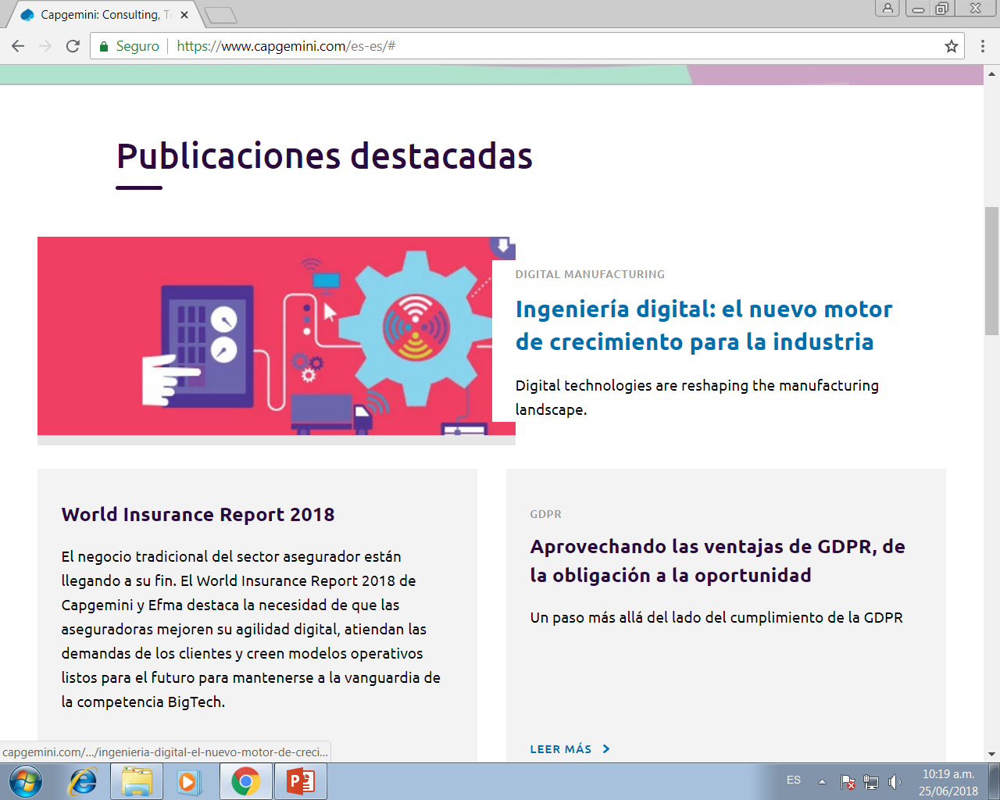 Capgemini: Consulting, T
Seguro
https://www.capgemini.com/es-es/#
Publicaciones destacadas
DIGITAL MANUFACTURING
Ingeniería digital: el nuevo motor
de crecimiento para la industria
Digital technologies are reshaping the manufacturing
landscape.
World Insurance Report 2018
El negocio tradicional del sector asegurador están
llegando a su fin. El World Insurance Report 2018 de
Capgemini y Efma destaca la necesidad de que las
aseguradoras mejoren su agilidad digital, atiendan las
demandas de los clientes y creen modelos operativos
listos para el futuro para mantenerse a la vanguardia de
la competencia BigTech.
GDPR
Aprovechando las ventajas de GDPR, de
la obligación a la oportunidad
Un paso más allá del lado del cumplimiento de la GDPR
LEER MÁS
capgemini.com/.../ingenieria-digital-el-nuevo-motor-de-creci...
ES
10:19 a.m.
25/06/2018